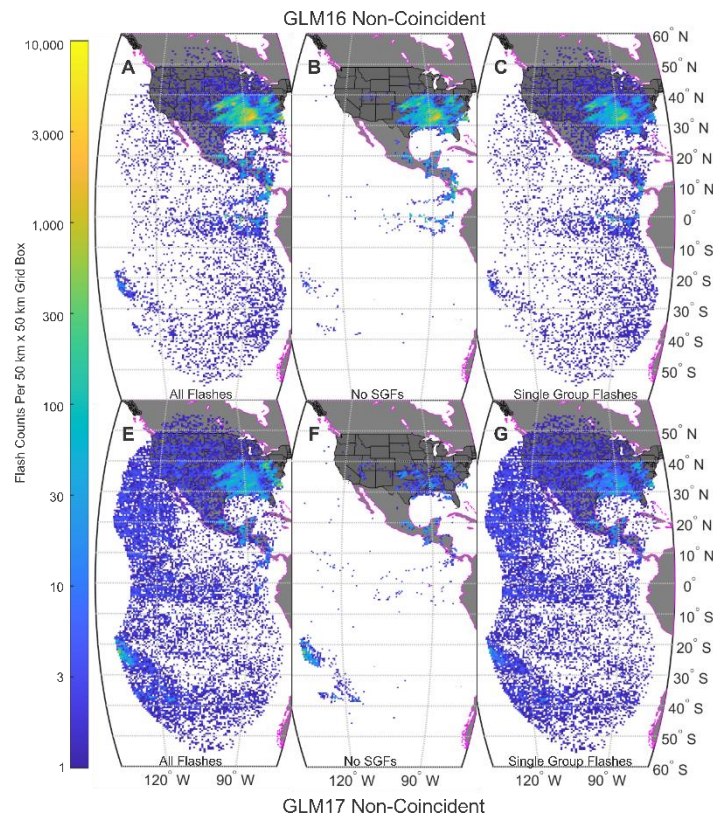 GLM16 Non-Coincident
10,000
3,000
1,000
300
100
30
10
3
1
Flash Counts Per 50 km x 50 km Grid Box
A
B
C
60° N
50° N
40° N
30° N
20° N
10° N
0°
10° S
20° S
30° S
40° S
50° S
All Flashes
No SGFs
Single Group Flashes
E
F
G
50° N
40° N
30° N
20° N
10° N
0°
10° S
20° S
30° S
40° S
50° S
60° S
All Flashes
No SGFs
Single Group Flashes
120° W
90° W
120° W
90° W
120° W
90° W
GLM17 Non-Coincident